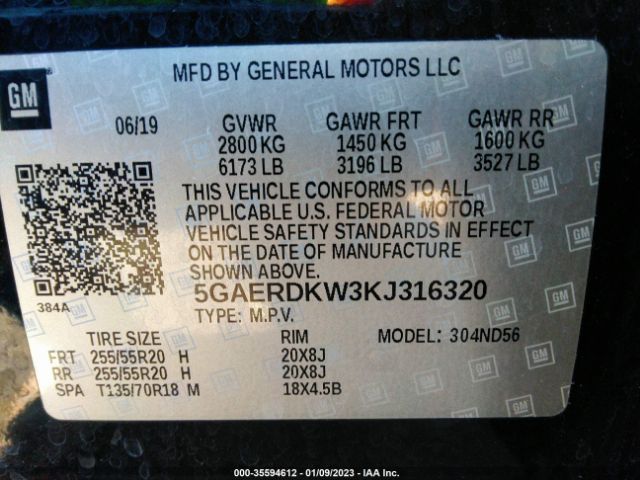 MFD BY GENERAL MOTORS LLC
GM
06/19 GVWR GAWR FRT GAWR RR
2800 KG 1450 KG 1600 KG
6173 LB 3196 LB 3527 LB
THIS VEHICLE CONFORMS TO ALL
APPLICABLE U.S. FEDERAL MOTOR
VEHICLE SAFETY STANDARDS IN EFFECT
ON THE DATE OF MANUFACTURE
SHOWN ABOVE.
384A
5GAERDKW3KJ316320
TYPE: M.P.V. MODEL: 304ND56
TIRE SIZE RIM
FRT 255/55R20 H 20X8J
RR 255/55R20 H 20X8J
SPA T135/70R18 M 18X4.5B
000-35594612 - 01/09/2023 - IAA Inc.